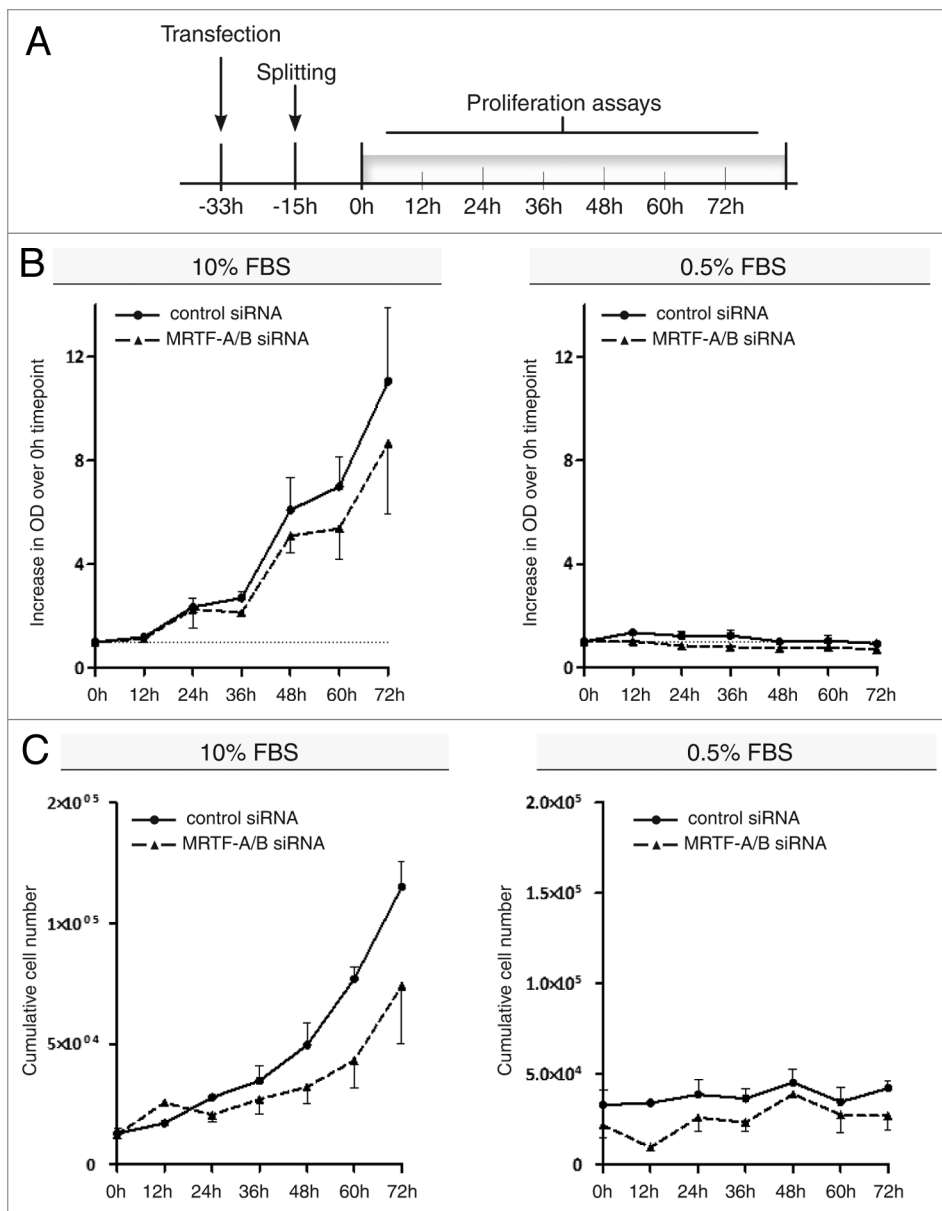 A
Transfection
Splitting
Proliferation assays
-33h -15h 0h 12h 24h 36h 48h 60h 72h
B
10% FBS
0.5% FBS
control siRNA
MRTF-A/B siRNA
Increase in OD over 0h timepoint
12
8
4
0
0h 12h 24h 36h 48h 60h 72h
control siRNA
MRTF-A/B siRNA
Increase in OD over 0h timepoint
12
8
4
0
0h 12h 24h 36h 48h 60h 72h
C
10% FBS
0.5% FBS
control siRNA
MRTF-A/B siRNA
Cumulative cell number
2×10⁰⁵
1×10⁰⁵
5×10⁰⁴
0
0h 12h 24h 36h 48h 60h 72h
control siRNA
MRTF-A/B siRNA
Cumulative cell number
2.0×10⁵
1.5×10⁵
1.0×10⁵
5.0×10⁴
0
0h 12h 24h 36h 48h 60h 72h